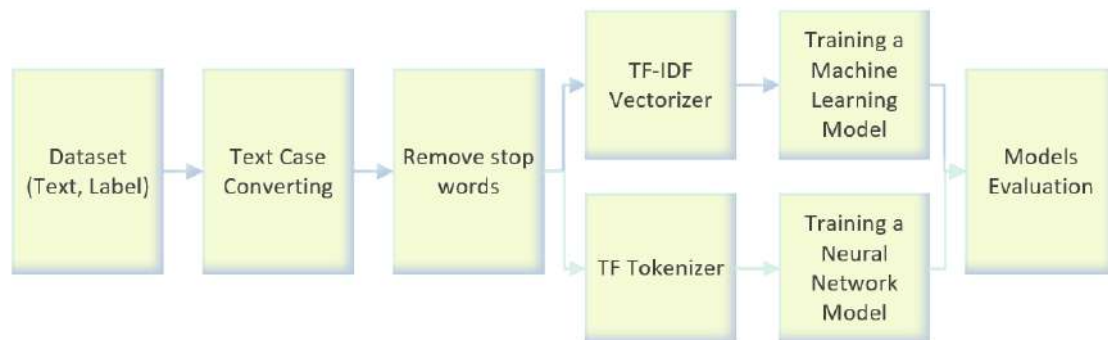 Dataset
(Text, Label)
Text Case
Converting
Remove stop
words
TF-IDF
Vectorizer
Training a
Machine
Learning
Model
TF Tokenizer
Training a
Neural
Network
Model
Models
Evaluation